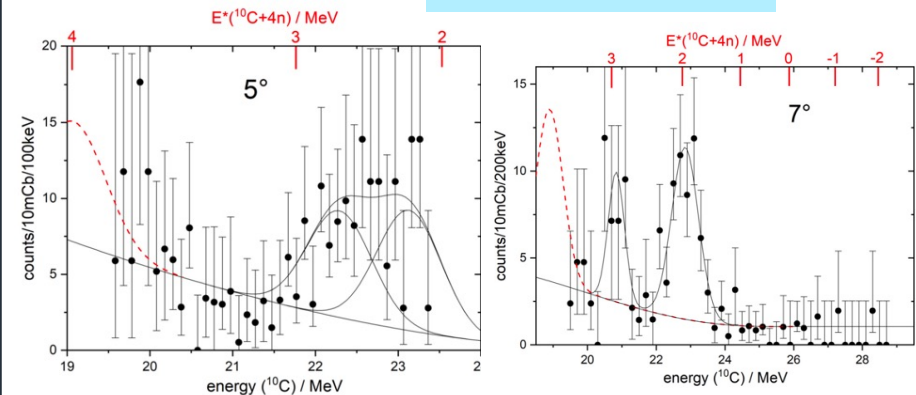 E*(¹⁰C+4n) / MeV
4 3 2
20
15
10
5
0
counts/10mCb/100keV
5°
19 20 21 22 23 2
energy (¹⁰C) / MeV
E*(¹⁰C+4n) / MeV
3 2 1 0 -1 -2
15
10
5
0
counts/10mCb/200keV
7°
20 22 24 26 28
energy (¹⁰C) / MeV